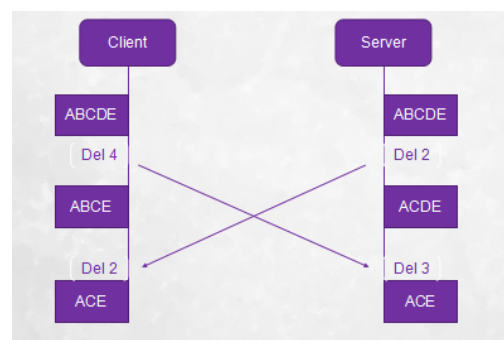 Client
Server
ABCDE
ABCDE
Del 4
Del 2
ABCE
ACDE
Del 2
Del 3
ACE
ACE